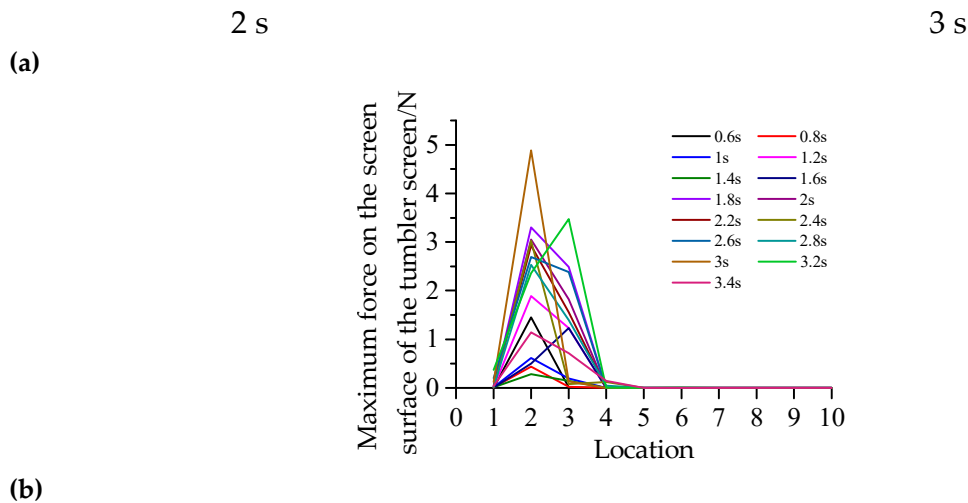 2 s 3 s
(a)
Maximum force on the screen
surface of the tumbler screen/N
5
4
3
2
1
0
0 1 2 3 4 5 6 7 8 9 10
Location
0.6s 0.8s
1s 1.2s
1.4s 1.6s
1.8s 2s
2.2s 2.4s
2.6s 2.8s
3s 3.2s
3.4s
(b)